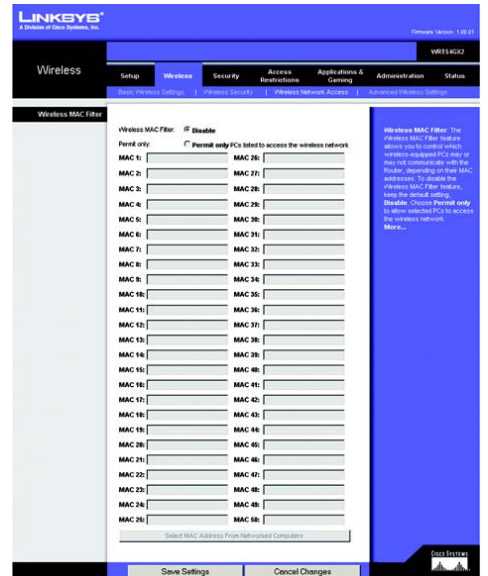 LINKSYS®
A Division of Cisco Systems, Inc.
Firmware Version: 1.00.01
WRT54GX2
Wireless
Setup
Wireless
Security
Access Restrictions
Applications & Gaming
Administration
Status
Basic Wireless Settings | Wireless Security | Wireless Network Access | Advanced Wireless Settings
Wireless MAC Filter
Wireless MAC Filter: Disable
Permit only: Permit only PCs listed to access the wireless network
MAC 1: MAC 26:
MAC 2: MAC 27:
MAC 3: MAC 28:
MAC 4: MAC 29:
MAC 5: MAC 30:
MAC 6: MAC 31:
MAC 7: MAC 32:
MAC 8: MAC 33:
MAC 9: MAC 34:
MAC 10: MAC 35:
MAC 11: MAC 36:
MAC 12: MAC 37:
MAC 13: MAC 38:
MAC 14: MAC 39:
MAC 15: MAC 40:
MAC 16: MAC 41:
MAC 17: MAC 42:
MAC 18: MAC 43:
MAC 19: MAC 44:
MAC 20: MAC 45:
MAC 21: MAC 46:
MAC 22: MAC 47:
MAC 23: MAC 48:
MAC 24: MAC 49:
MAC 25: MAC 50:
Select MAC Address From Networked Computers
Save Settings
Cancel Changes
Wireless MAC Filter: The
Wireless MAC Filter feature
allows you to control which
wireless-equipped PCs may or
may not communicate with the
Router, depending on their MAC
addresses. To disable the
Wireless MAC Filter feature,
keep the default setting,
Disable. Choose Permit only
to allow selected PCs to access
the wireless network.
More...
Cisco Systems